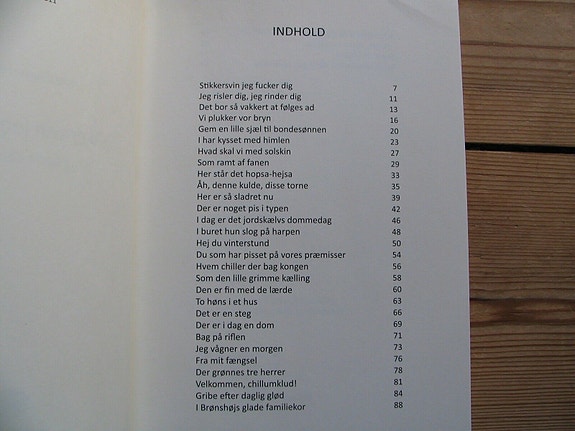 INDHOLD
Stikkersvin jeg fucker dig 7
Jeg risler dig, jeg rinder dig 11
Det bor så vakkert at følges ad 13
Vi plukker vor bryn 16
Gem en lille sjæl til bondesønnen 20
I har kysset med himlen 23
Hvad skal vi med solskin 27
Som ramt af fanen 29
Her står det hopsa-hejsa 33
Åh, denne kulde, disse torne 35
Her er så sladret nu 39
Der er noget pis i typen 42
I dag er det jordskælvs dommedag 46
I buret hun slog på harpen 48
Hej du vinterstund 50
Du som har pisset på vores præmisser 54
Hvem chiller der bag kongen 56
Som den lille grimme kælling 58
Den er fin med de lærde 60
To høns i et hus 63
Det er en steg 66
Der er i dag en dom 69
Bag på riflen 71
Jeg vågner en morgen 73
Fra mit fængsel 76
Der grønnes tre herrer 78
Velkommen, chillumklud! 81
Gribe efter daglig glød 84
I Brønshøjs glade familiekor 88